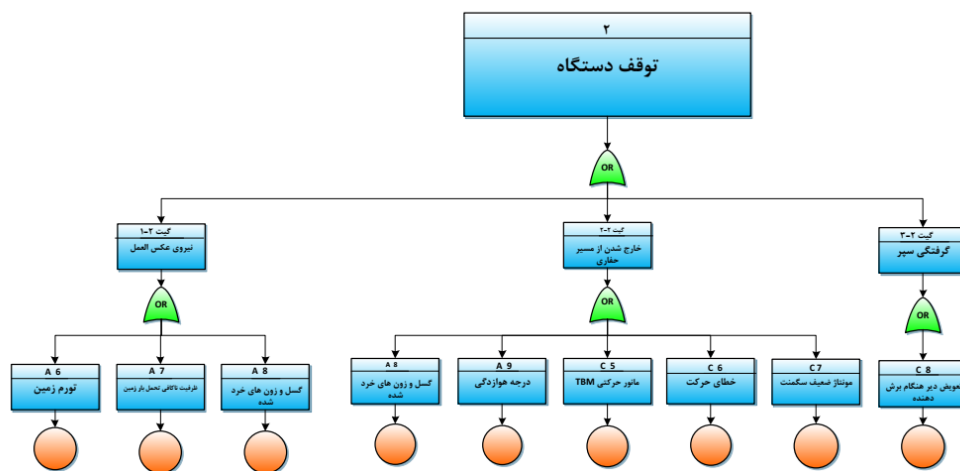 ۲
توقف دستگاه
OR
گیت ۲-۱
نیروی عکس العمل
گیت ۲-۲
خارج شدن از مسیر
حفاری
گیت ۲-۳
گرفتگی سپر
OR
OR
OR
A 6
تورم زمین
A 7
ظرفیت ناکافی تحمل بار زمین
A 8
گسل و زون های خرد
شده
A 8
گسل و زون های خرد
شده
A 9
درجه هوازدگی
C 5
مانور حرکتی TBM
C 6
خطای حرکت
C 7
مونتاژ ضعیف سگمنت
C 8
تعویض دیر هنگام برش
دهنده